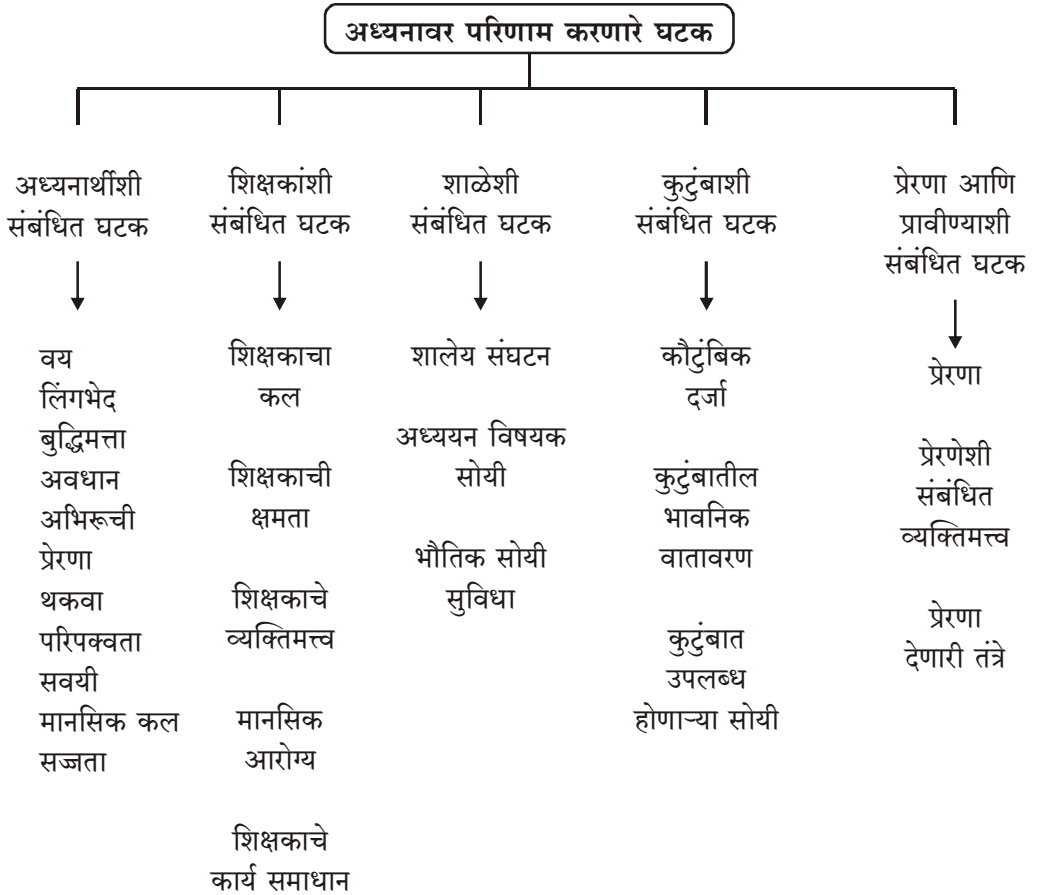 अध्यनावर परिणाम करणारे घटक
अध्यनार्थीशी
संबंधित घटक
वय
लिंगभेद
बुद्धिमत्ता
अवधान
अभिरूची
प्रेरणा
थकवा
परिपक्वता
सवयी
मानसिक कल
सज्जता
शिक्षकांशी
संबंधित घटक
शिक्षकाचा
कल
शिक्षकाची
क्षमता
शिक्षकाचे
व्यक्तिमत्त्व
मानसिक
आरोग्य
शिक्षकाचे
कार्य समाधान
शाळेशी
संबंधित घटक
शालेय संघटन
अध्ययन विषयक
सोयी
भौतिक सोयी
सुविधा
कुटुंबाशी
संबंधित घटक
कौटुंबिक
दर्जा
कुटुंबातील
भावनिक
वातावरण
कुटुंबात
उपलब्ध
होणाऱ्या सोयी
प्रेरणा आणि
प्रावीण्याशी
संबंधित घटक
प्रेरणा
प्रेरणेशी
संबंधित
व्यक्तिमत्त्व
प्रेरणा
देणारी तंत्रे